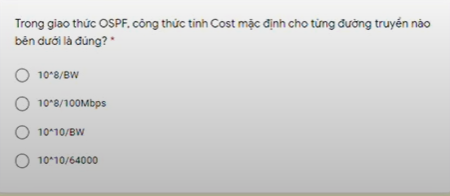 Trong giao thức OSPF, công thức tính Cost mặc định cho từng đường truyền nào
bên dưới là đúng? *
10^8/BW
10^8/100Mbps
10^10/BW
10^10/64000